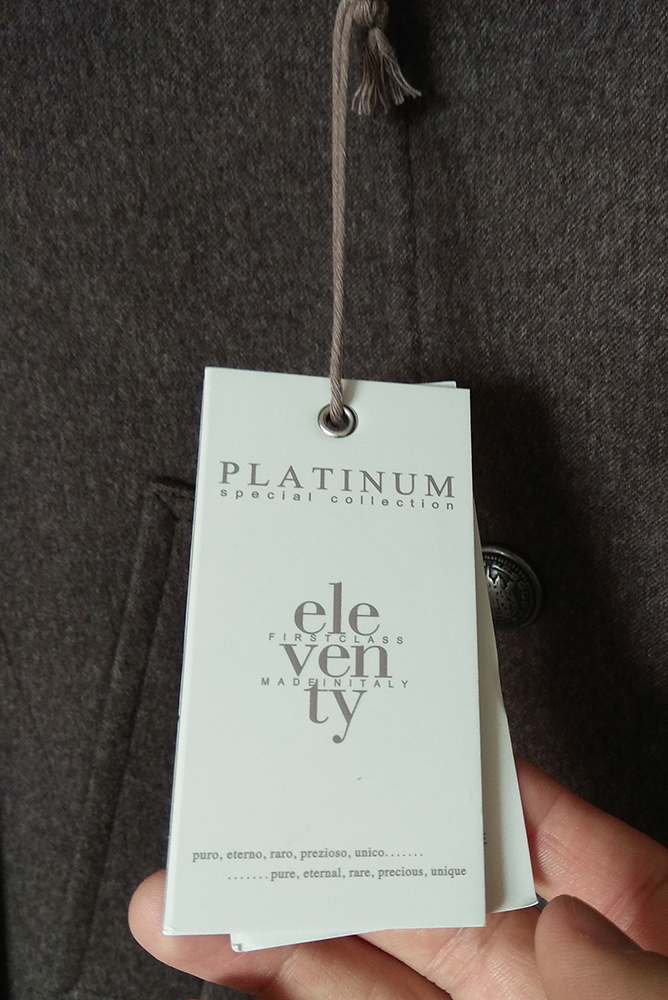 PLATINUM
special collection
ele
FIRSTCLASS
ven
MADEINITALY
ty
puro, eterno, raro, prezioso, unico.......
.......pure, eternal, rare, precious, unique